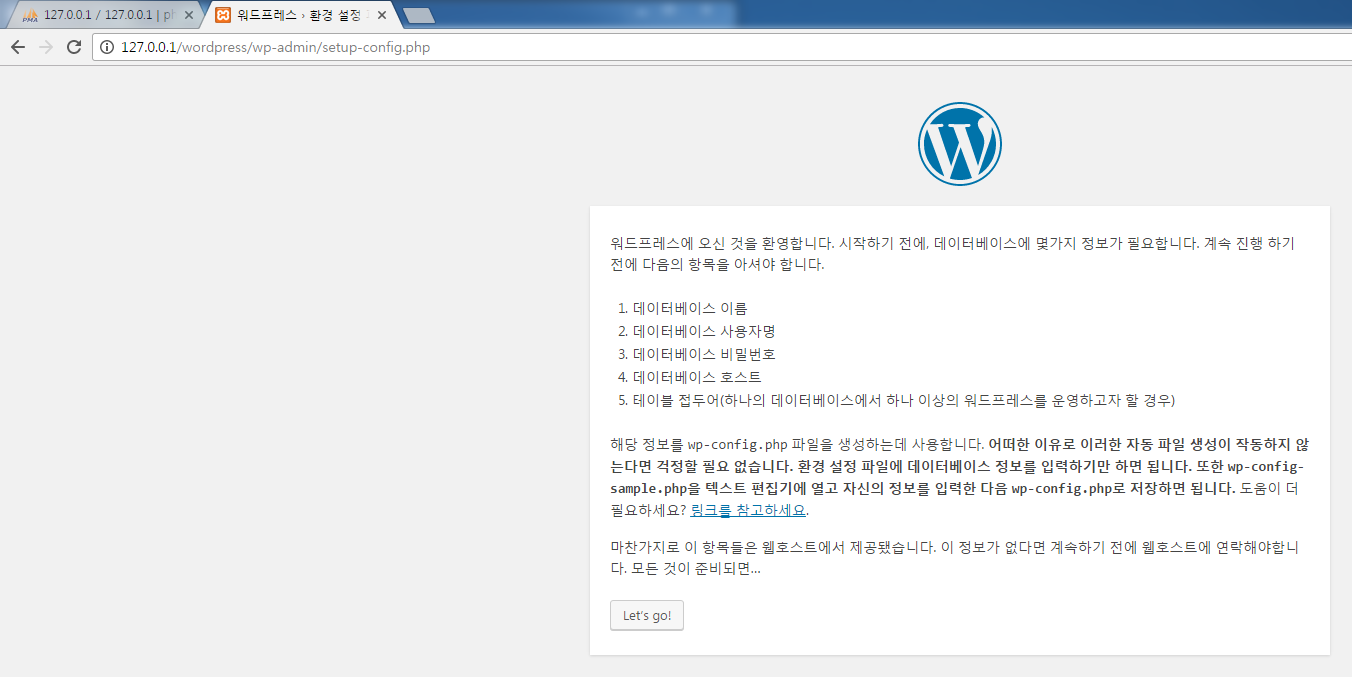 127.0.0.1 / 127.0.0.1 | ph
워드프레스 › 환경 설정
127.0.0.1/wordpress/wp-admin/setup-config.php
워드프레스에 오신 것을 환영합니다. 시작하기 전에, 데이터베이스에 몇가지 정보가 필요합니다. 계속 진행 하기
전에 다음의 항목을 아셔야 합니다.
1. 데이터베이스 이름
2. 데이터베이스 사용자명
3. 데이터베이스 비밀번호
4. 데이터베이스 호스트
5. 테이블 접두어(하나의 데이터베이스에서 하나 이상의 워드프레스를 운영하고자 할 경우)
해당 정보를 wp-config.php 파일을 생성하는데 사용합니다. 어떠한 이유로 이러한 자동 파일 생성이 작동하지 않
는다면 걱정할 필요 없습니다. 환경 설정 파일에 데이터베이스 정보를 입력하기만 하면 됩니다. 또한 wp-config-
sample.php을 텍스트 편집기에 열고 자신의 정보를 입력한 다음 wp-config.php로 저장하면 됩니다. 도움이 더
필요하세요? 링크를 참고하세요.
마찬가지로 이 항목들은 웹호스트에서 제공됐습니다. 이 정보가 없다면 계속하기 전에 웹호스트에 연락해야합니
다. 모든 것이 준비되면...
Let's go!